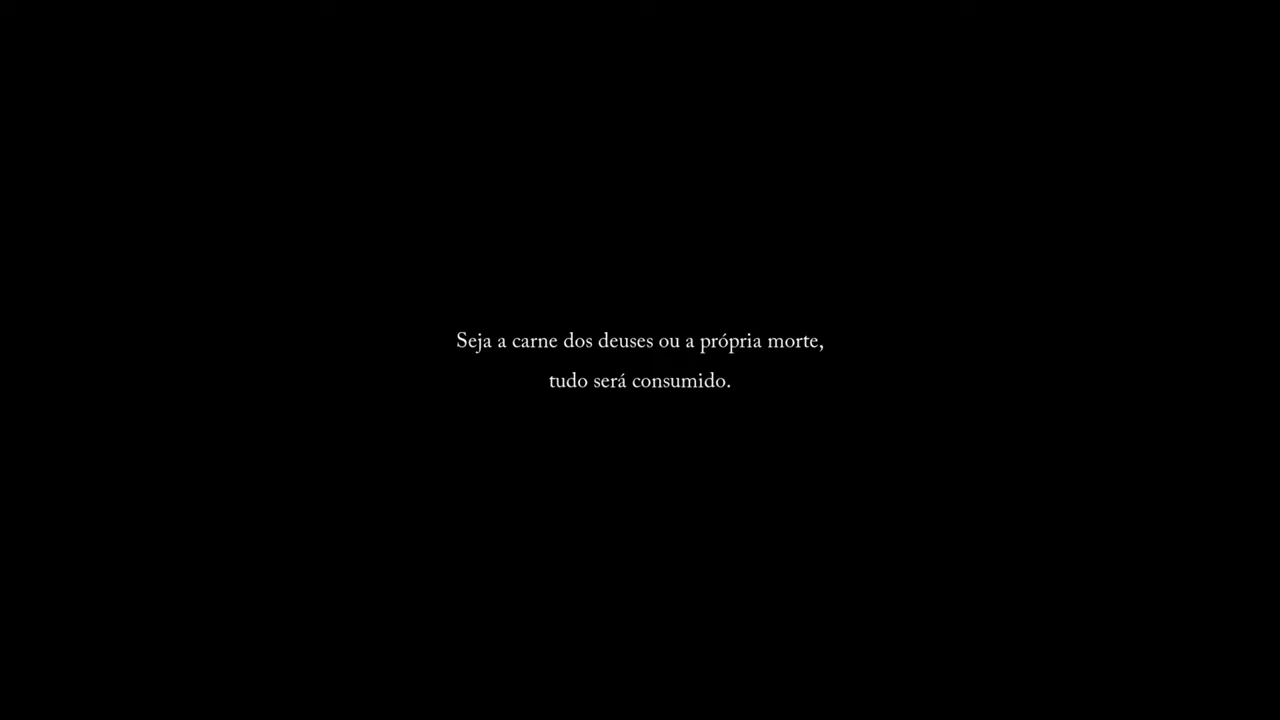 Seja a carne dos deuses ou a própria morte,
tudo será consumido.